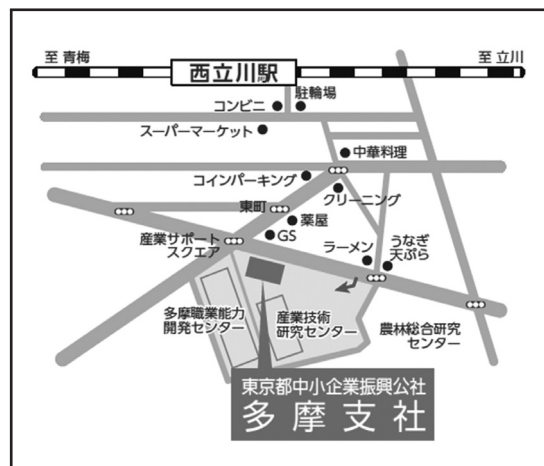 至 青梅
至 立川
西立川駅
コンビニ
駐輪場
スーパーマーケット
中華料理
コインパーキング
クリーニング
東町
薬屋
GS
産業サポート
スクエア
ラーメン
うなぎ
天ぷら
多摩職業能力
開発センター
産業技術
研究センター
農林総合研究
センター
東京都中小企業振興公社
多摩支社